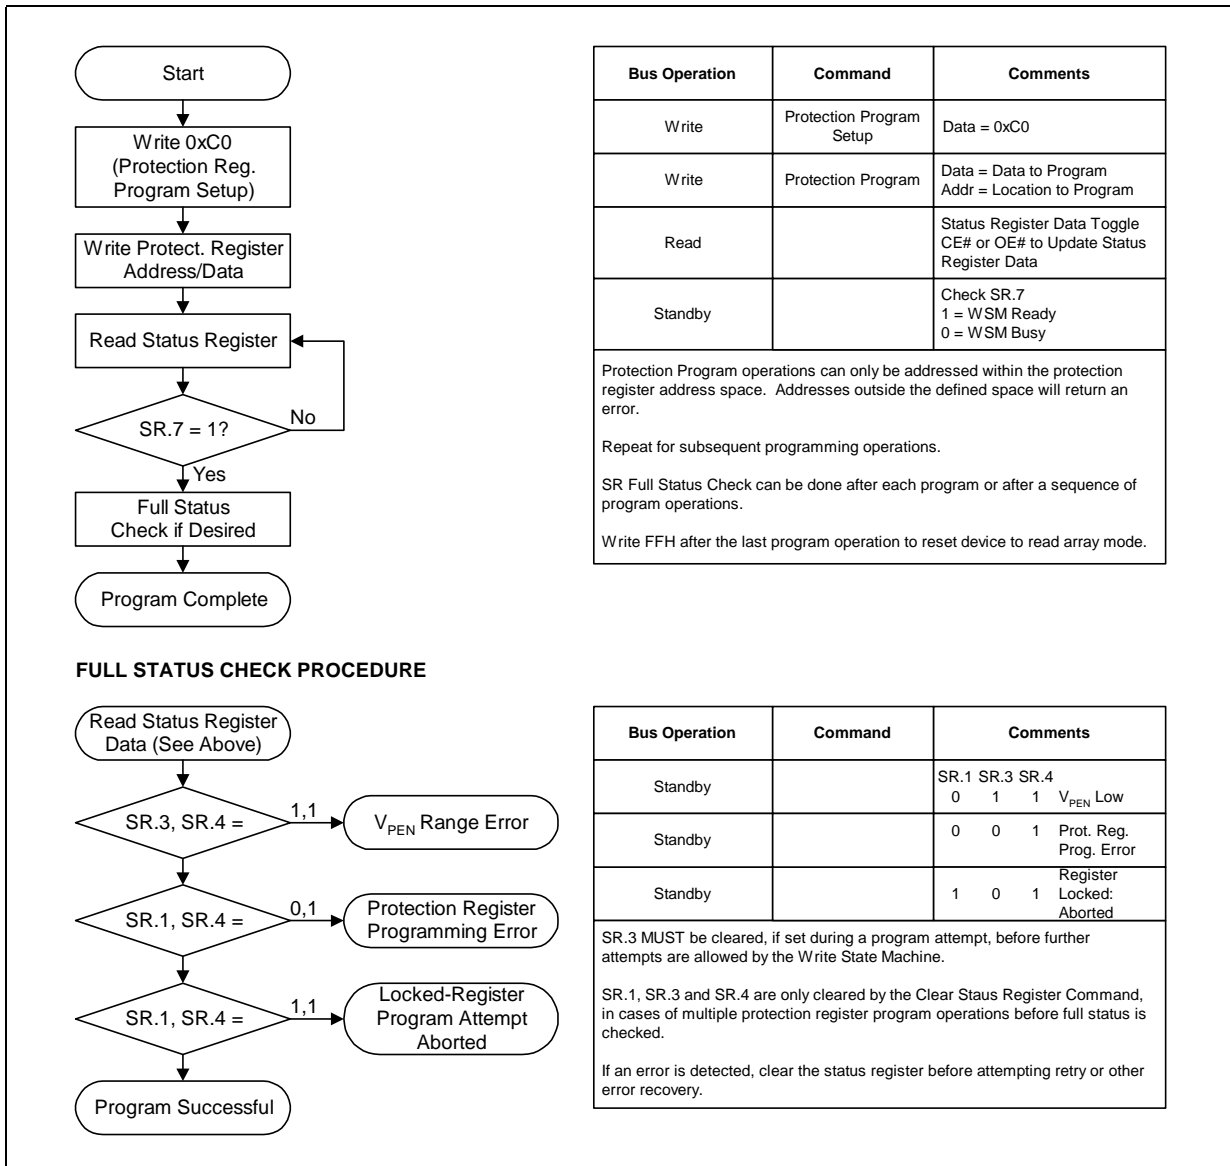 Start
Write 0xC0
(Protection Reg.
Program Setup)
Write Protect. Register
Address/Data
Read Status Register
SR.7 = 1?
No
Yes
Full Status
Check if Desired
Program Complete
Bus Operation Command Comments
Write Protection Program
Setup Data = 0xC0
Write Protection Program Data = Data to Program
Addr = Location to Program
Read Status Register Data Toggle
CE# or OE# to Update Status
Register Data
Standby Check SR.7
1 = WSM Ready
0 = WSM Busy
Protection Program operations can only be addressed within the protection
register address space. Addresses outside the defined space will return an
error.
Repeat for subsequent programming operations.
SR Full Status Check can be done after each program or after a sequence of
program operations.
Write FFH after the last program operation to reset device to read array mode.
FULL STATUS CHECK PROCEDURE
Read Status Register
Data (See Above)
SR.3, SR.4 =
1,1
VPEN Range Error
SR.1, SR.4 =
0,1
Protection Register
Programming Error
SR.1, SR.4 =
1,1
Locked-Register
Program Attempt
Aborted
Program Successful
Bus Operation Command Comments
Standby SR.1 SR.3 SR.4
0 1 1 VPEN Low
Standby 0 0 1 Prot. Reg.
Prog. Error
Standby 1 0 1 Register
Locked:
Aborted
SR.3 MUST be cleared, if set during a program attempt, before further
attempts are allowed by the Write State Machine.
SR.1, SR.3 and SR.4 are only cleared by the Clear Staus Register Command,
in cases of multiple protection register program operations before full status is
checked.
If an error is detected, clear the status register before attempting retry or other
error recovery.